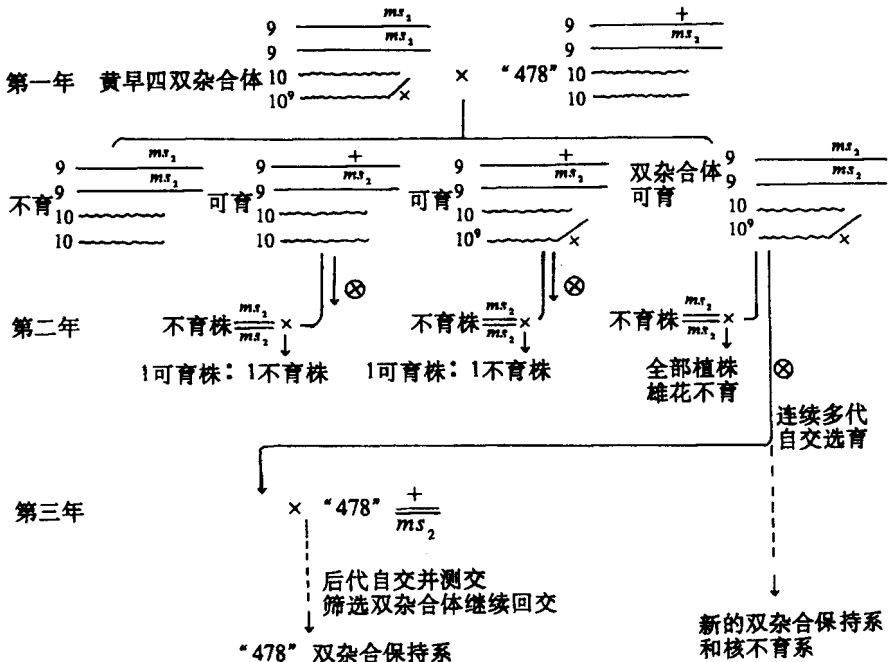 9 ms₂ 9 +
9 ms₂ 9 ms₂
第一年 黄早四双杂合体 10 × "478" 10
10⁹ × 10
9 ms₂ 9 + 9 + 双杂合体 9 ms₂
不育 9 ms₂ 可育 9 ms₂ 可育 9 ms₂ 可育 9 ms₂
10 10 10 10
10 10 10⁹ × 10⁹ ×
⊗ ⊗
第二年 不育株 ms₂/ms₂ × 不育株 ms₂/ms₂ × 不育株 ms₂/ms₂ ×
1可育株：1不育株 1可育株：1不育株 全部植株 ⊗
雄花不育
连续多代
自交选育
第三年 × "478" +/ms₂
后代自交并测交
筛选双杂合体继续回交
新的双杂合保持系
和核不育系
"478" 双杂合保持系